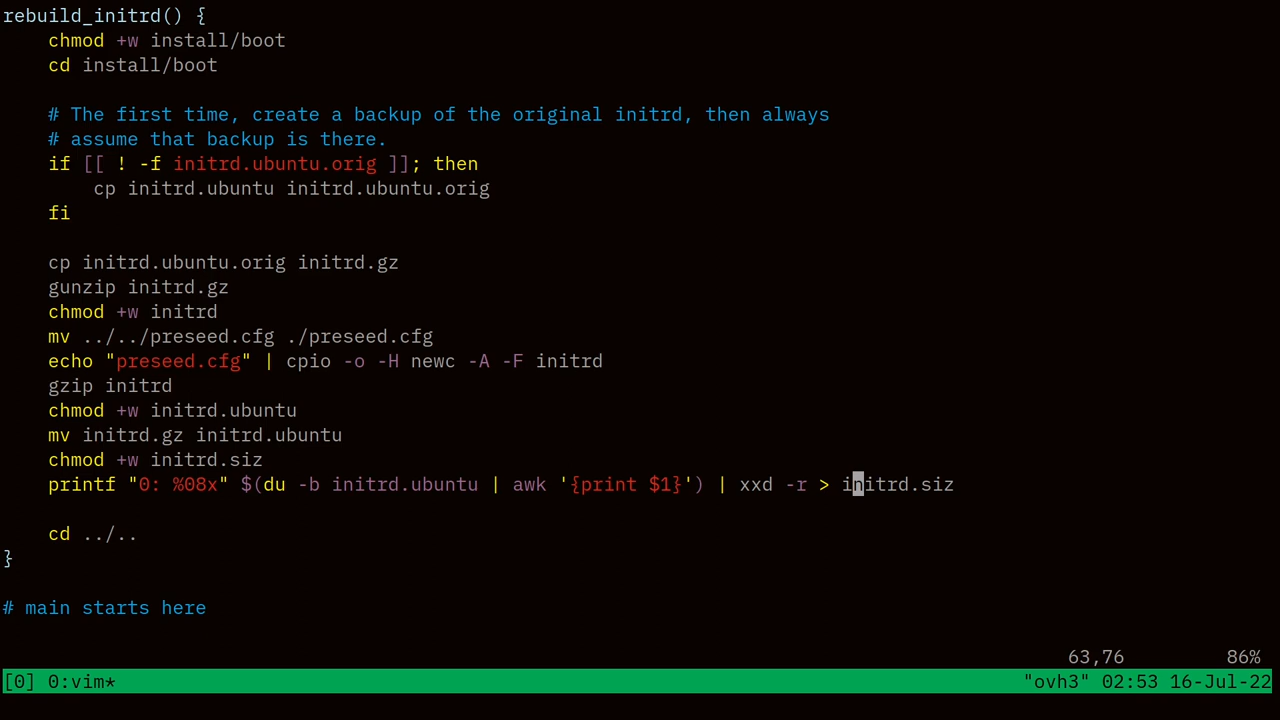 rebuild_initrd() {
    chmod +w install/boot
    cd install/boot

    # The first time, create a backup of the original initrd, then always
    # assume that backup is there.
    if [[ ! -f initrd.ubuntu.orig ]]; then
        cp initrd.ubuntu initrd.ubuntu.orig
    fi

    cp initrd.ubuntu.orig initrd.gz
    gunzip initrd.gz
    chmod +w initrd
    mv ../../preseed.cfg ./preseed.cfg
    echo "preseed.cfg" | cpio -o -H newc -A -F initrd
    gzip initrd
    chmod +w initrd.ubuntu
    mv initrd.gz initrd.ubuntu
    chmod +w initrd.siz
    printf "0: %08x" $(du -b initrd.ubuntu | awk '{print $1}') | xxd -r > initrd.siz

    cd ../..
}

# main starts here
63,76 86%
[0] 0:vim* "ovh3" 02:53 16-Jul-22